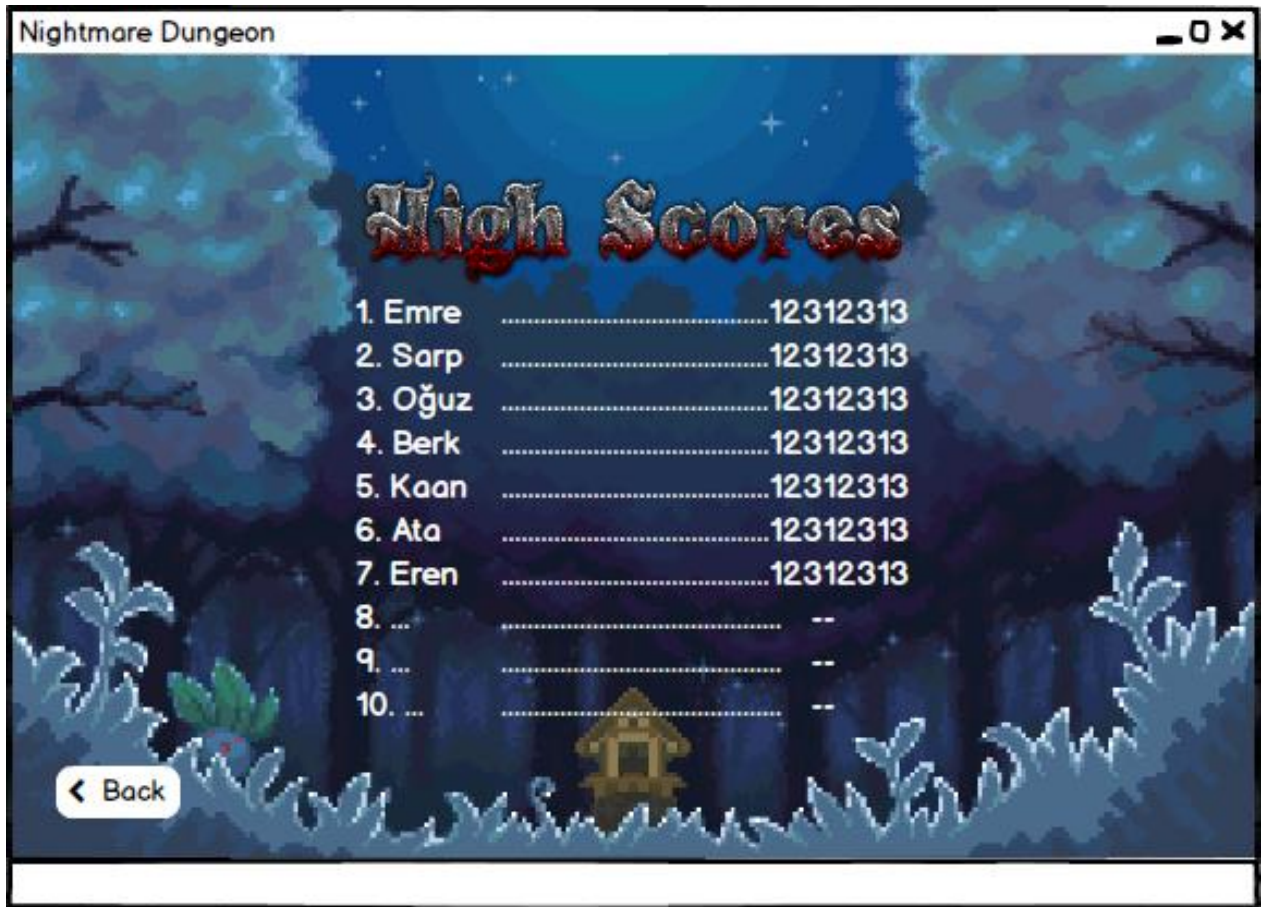 Nightmare Dungeon
High Scores
1. Emre ........................................12312313
2. Sarp ........................................12312313
3. Oğuz ........................................12312313
4. Berk ........................................12312313
5. Kaan ........................................12312313
6. Ata ........................................12312313
7. Eren ........................................12312313
8. ... .......................................... --
9. ... .......................................... --
10. ... .......................................... --
Back